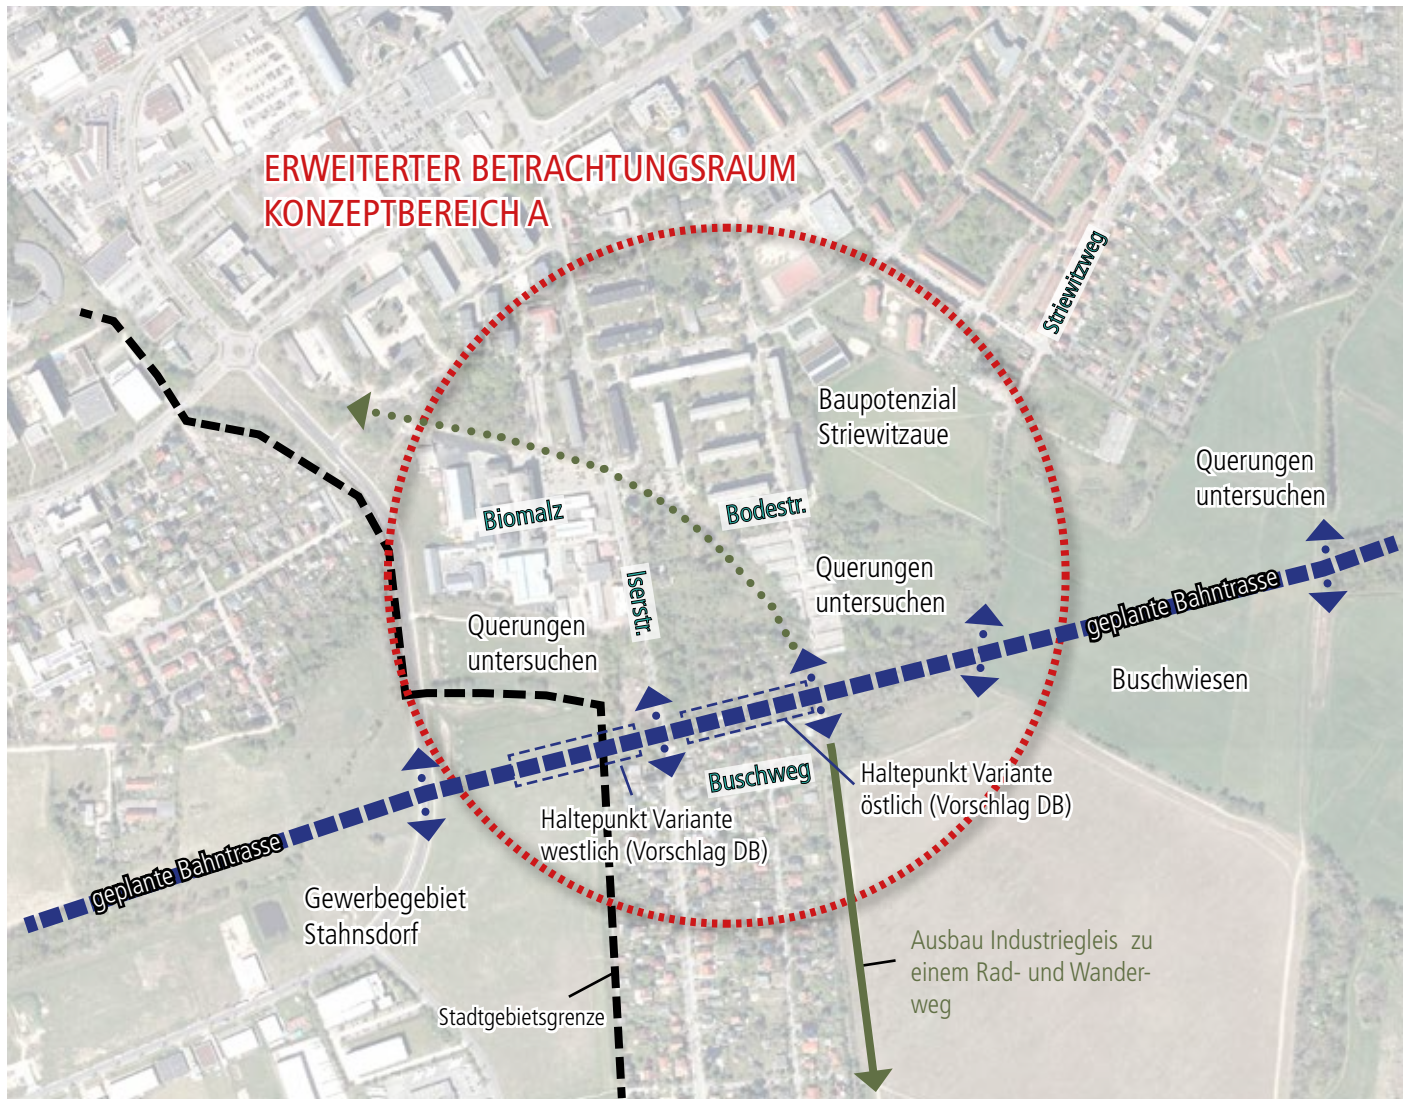 ERWEITERTER BETRACHTUNGSRAUM
KONZEPTBEREICH A
Striewitzweg
Baupotenzial
Striewitzaue
Querungen
untersuchen
Biomalz
Bodestr.
Iserstr.
Querungen
untersuchen
geplante Bahntrasse
Querungen
untersuchen
Buschwiesen
Buschweg
Haltepunkt Variante
östlich (Vorschlag DB)
Haltepunkt Variante
westlich (Vorschlag DB)
geplante Bahntrasse
Gewerbegebiet
Stahnsdorf
Ausbau Industriegleis zu
einem Rad- und Wander-
weg
Stadtgebietsgrenze